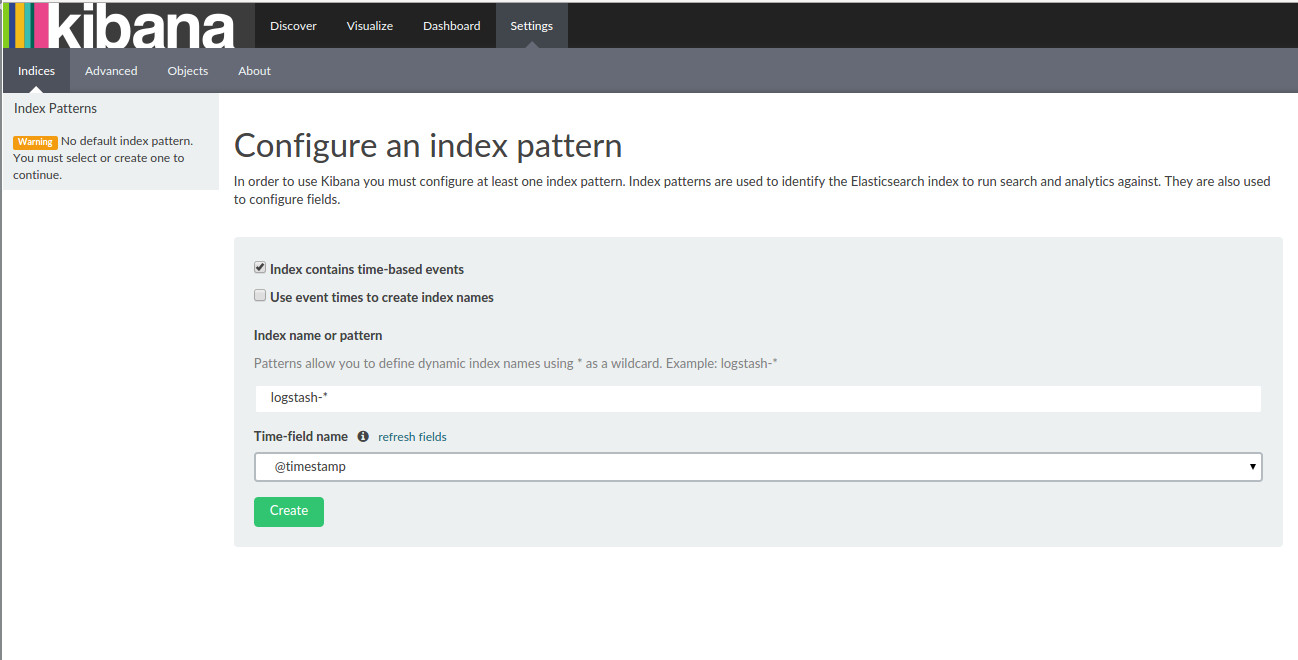 kibana
Discover
Visualize
Dashboard
Settings
Indices
Advanced
Objects
About
Index Patterns
Warning No default index pattern.
You must select or create one to
continue.
Configure an index pattern
In order to use Kibana you must configure at least one index pattern. Index patterns are used to identify the Elasticsearch index to run search and analytics against. They are also used
to configure fields.
Index contains time-based events
Use event times to create index names
Index name or pattern
Patterns allow you to define dynamic index names using * as a wildcard. Example: logstash-*
logstash-*
Time-field name refresh fields
@timestamp
Create